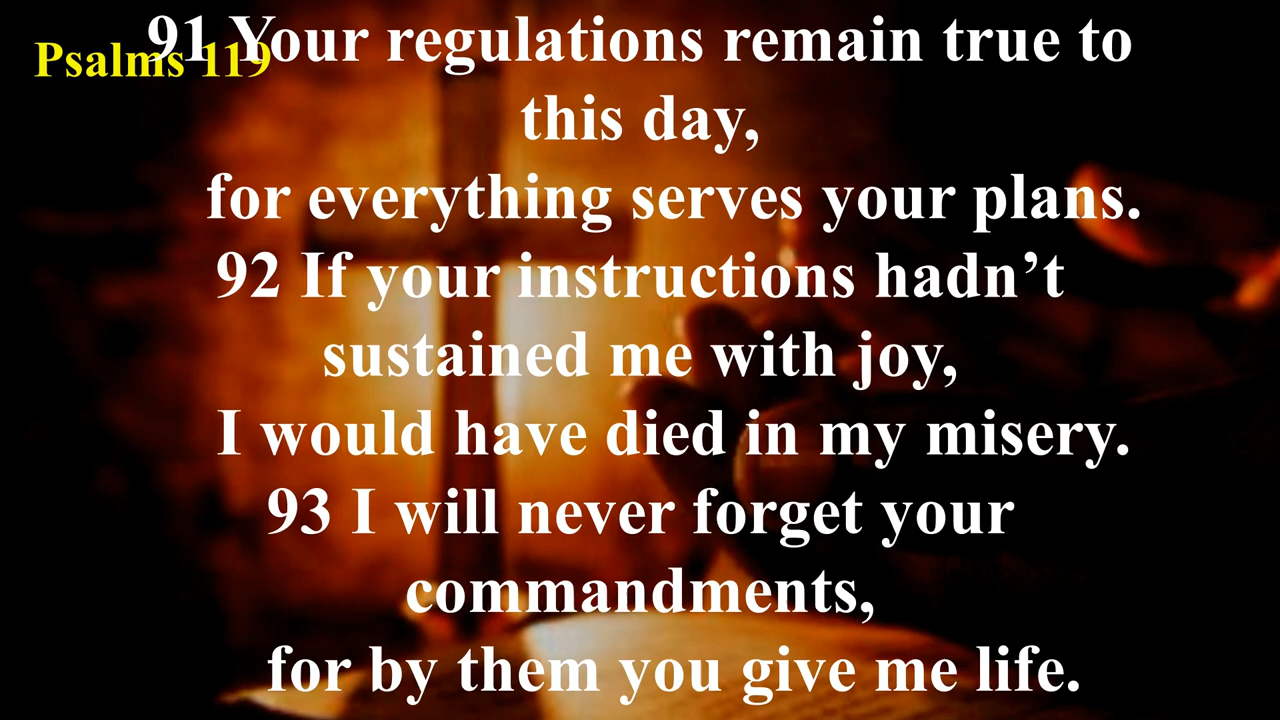 Psalms 119
91 Your regulations remain true to
this day,
for everything serves your plans.
92 If your instructions hadn’t
sustained me with joy,
I would have died in my misery.
93 I will never forget your
commandments,
for by them you give me life.